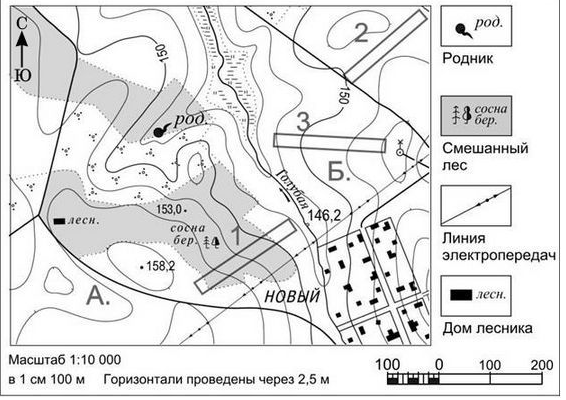 С
Ю
150
род.
2
150
3
Б.
Голубая
146,2
лесн.
153,0
сосна
бер.
1
158,2
А.
НОВЫЙ
род.
Родник
сосна
бер.
Смешанный
лес
Линия
электропередач
лесн.
Дом лесника
Масштаб 1:10 000
в 1 см 100 м Горизонтали проведены через 2,5 м
100 0 100 200